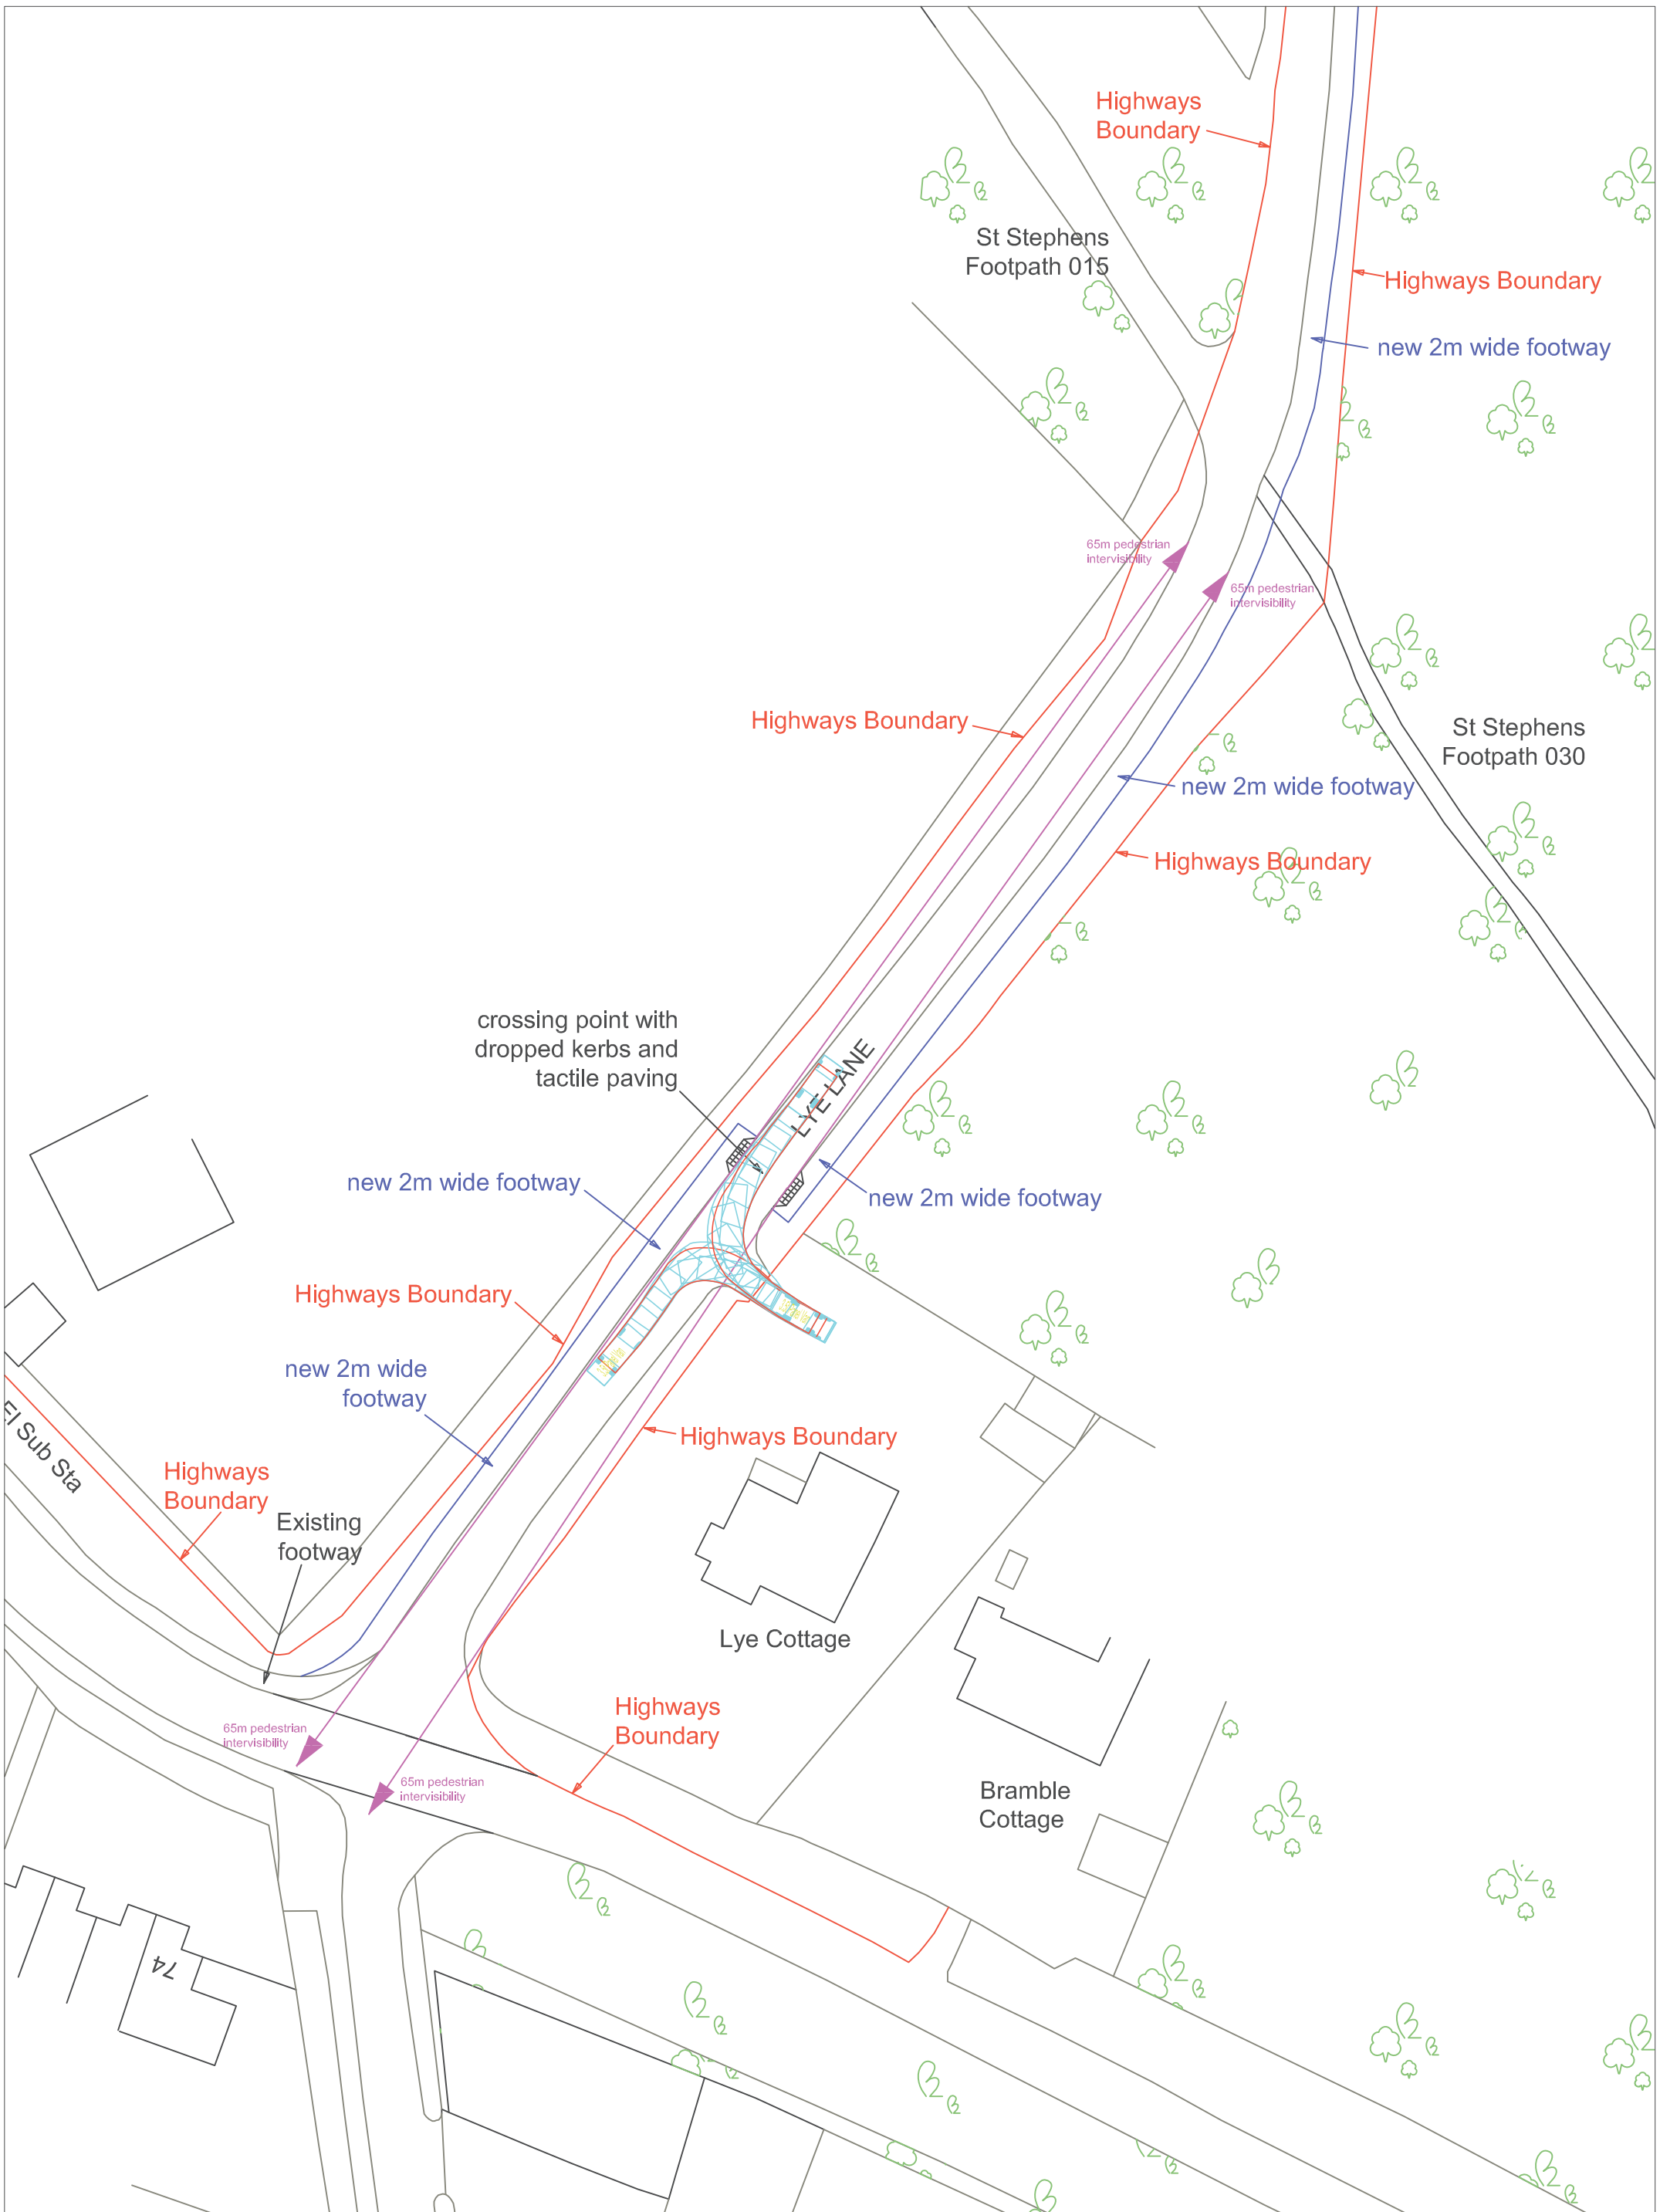 Highways
Boundary
St Stephens
Footpath 015
Highways Boundary
new 2m wide footway
65m pedestrian
intervisibility
65m pedestrian
intervisibility
Highways Boundary
St Stephens
Footpath 030
new 2m wide footway
Highways Boundary
crossing point with
dropped kerbs and
tactile paving
LYE LANE
new 2m wide footway
new 2m wide footway
Highways Boundary
new 2m wide
footway
El Sub Sta
Highways Boundary
Highways
Boundary
Existing
footway
Lye Cottage
Highways
Boundary
65m pedestrian
intervisibility
65m pedestrian
intervisibility
Bramble
Cottage
74